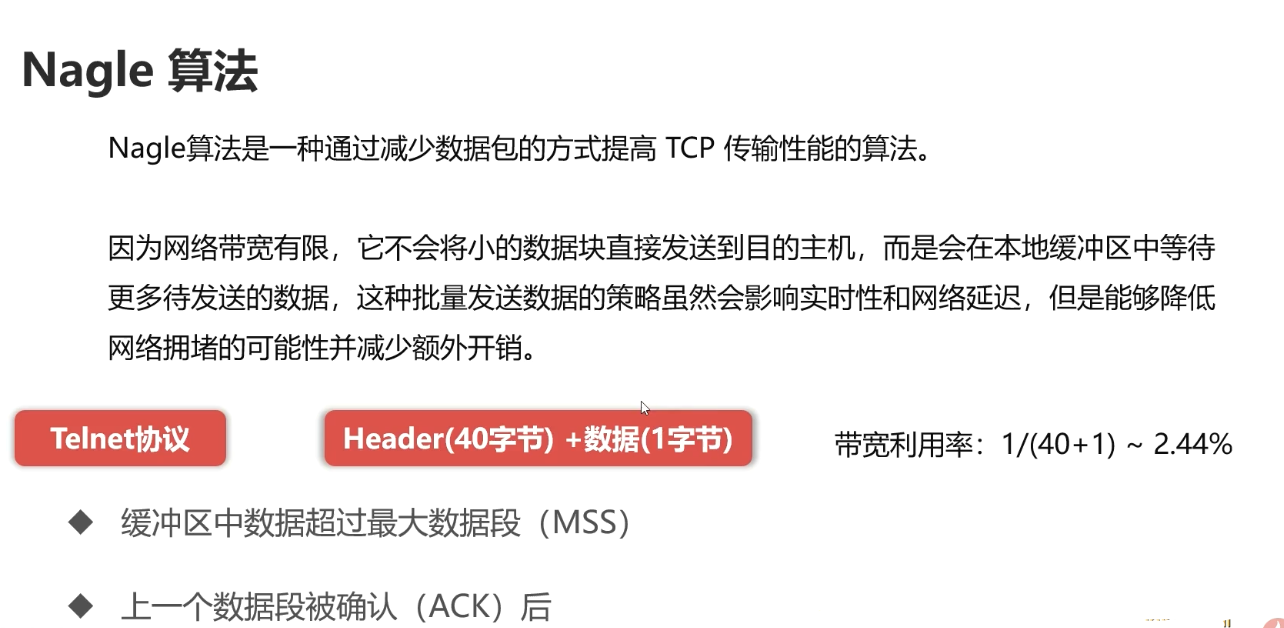 Nagle 算法
Nagle算法是一种通过减少数据包的方式提高 TCP 传输性能的算法。
因为网络带宽有限，它不会将小的数据块直接发送到目的主机，而是会在本地缓冲区中等待
更多待发送的数据，这种批量发送数据的策略虽然会影响实时性和网络延迟，但是能够降低
网络拥堵的可能性并减少额外开销。
Telnet协议
Header(40字节) +数据(1字节)
带宽利用率：1/(40+1) ~ 2.44%
◆ 缓冲区中数据超过最大数据段（MSS）
◆ 上一个数据段被确认（ACK）后